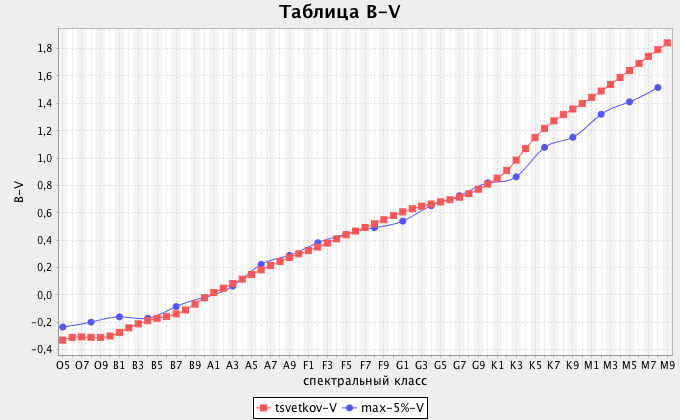 Таблица B-V
B-V
1,8
1,6
1,4
1,2
1,0
0,8
0,6
0,4
0,2
0,0
-0,2
-0,4
O5 O7 O9 B1 B3 B5 B7 B9 A1 A3 A5 A7 A9 F1 F3 F5 F7 F9 G1 G3 G5 G7 G9 K1 K3 K5 K7 K9 M1 M3 M5 M7 M9
спектральный класс
tsvetkov-V max-5%-V